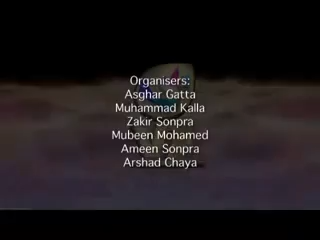 Organisers:
Asghar Gatta
Muhammad Kalla
Zakir Sonpra
Mubeen Mohamed
Ameen Sonpra
Arshad Chaya